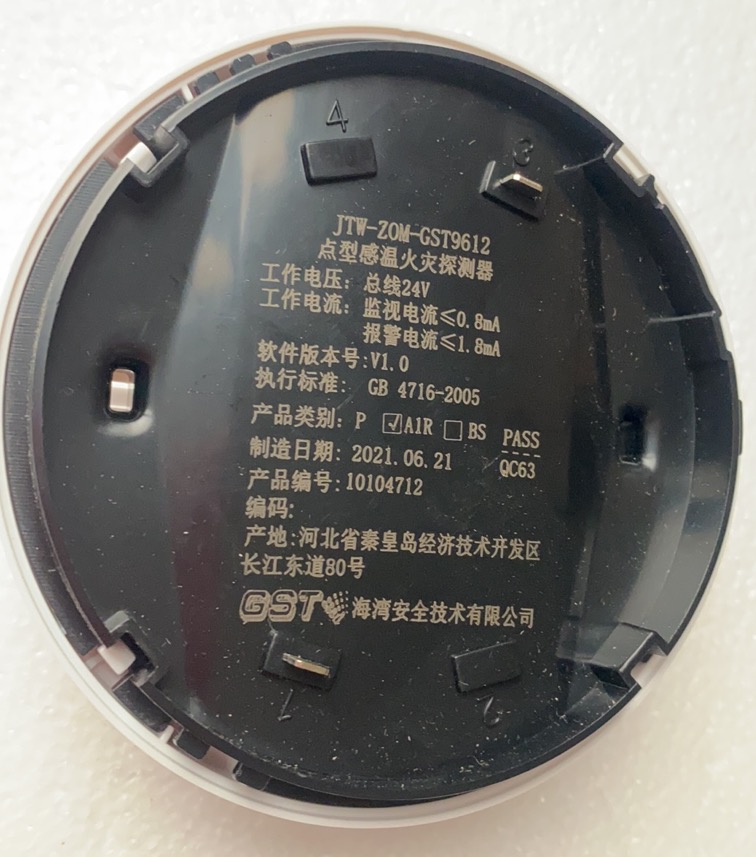 4
3
JTW-ZOM-GST9612
点型感温火灾探测器
工作电压: 总线24V
工作电流: 监视电流≤0.8mA
报警电流≤1.8mA
软件版本号:V1.0
执行标准: GB 4716-2005
产品类别: P ☑A1R ☐BS PASS
制造日期: 2021.06.21 QC63
产品编号:10104712
编码:
产地:河北省秦皇岛经济技术开发区
长江东道80号
GST 海湾安全技术有限公司
1
2